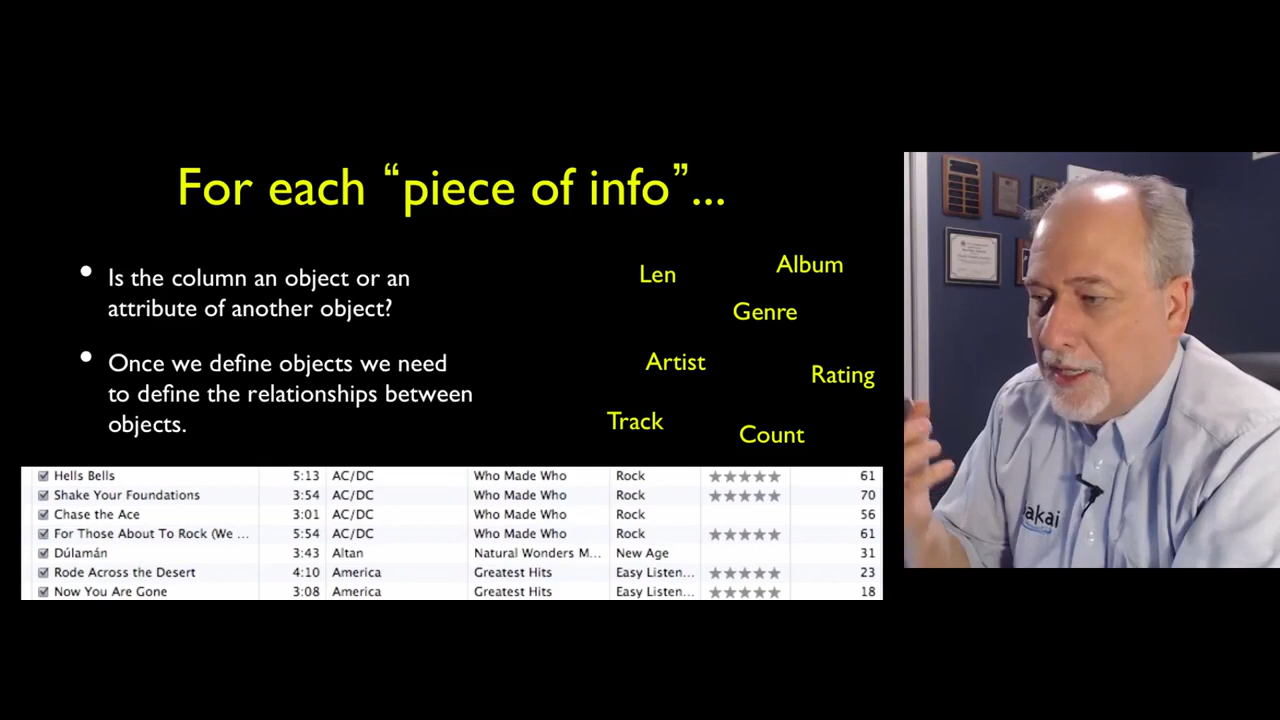 For each “piece of info”...
• Is the column an object or an
attribute of another object?
• Once we define objects we need
to define the relationships between
objects.
Len
Album
Genre
Artist
Rating
Track
Count
Hells Bells 5:13 AC/DC Who Made Who Rock ★★★★★ 61
Shake Your Foundations 3:54 AC/DC Who Made Who Rock ★★★★★ 70
Chase the Ace 3:01 AC/DC Who Made Who Rock 56
For Those About To Rock (We ... 5:54 AC/DC Who Made Who Rock ★★★★★ 61
Dúlamán 3:43 Altan Natural Wonders M... New Age 31
Rode Across the Desert 4:10 America Greatest Hits Easy Listen... ★★★★★ 23
Now You Are Gone 3:08 America Greatest Hits Easy Listen... ★★★★★ 18
akai